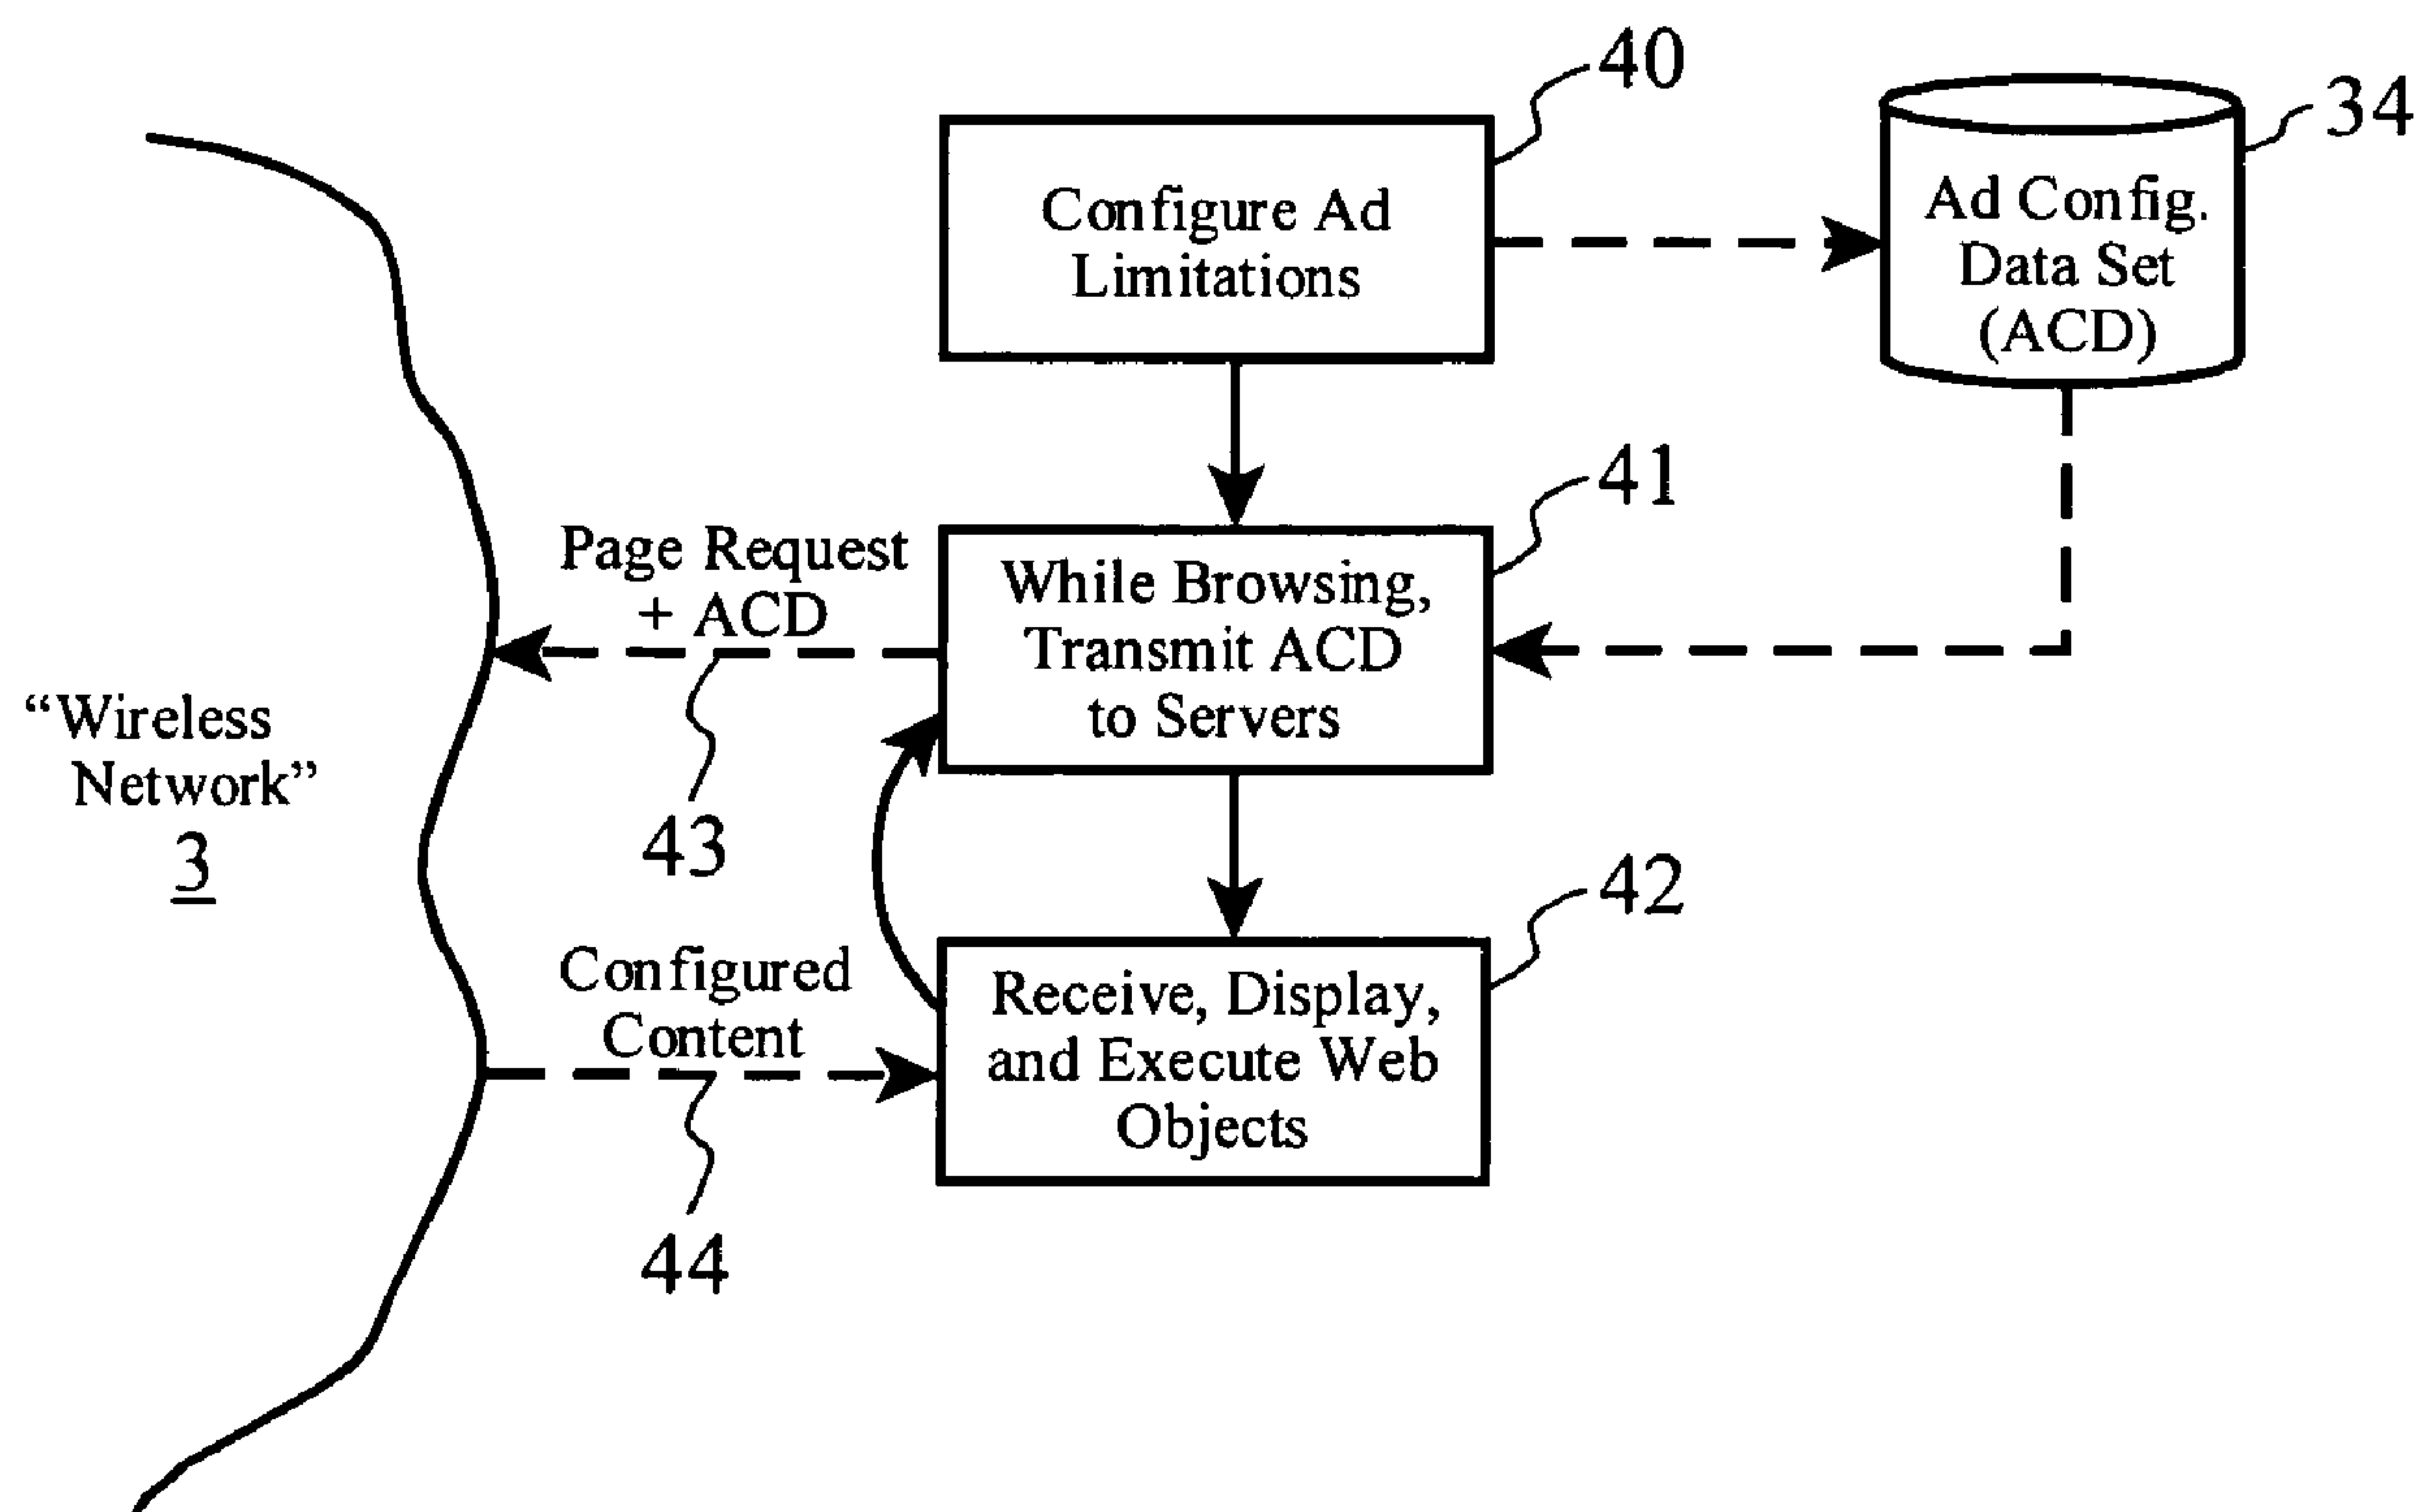 40
Configure Ad
Limitations
34
Ad Config.
Data Set
(ACD)
41
Page Request
+ ACD
While Browsing,
Transmit ACD
to Servers
43
“Wireless
Network”
3
42
Configured
Content
Receive, Display,
and Execute Web
Objects
44